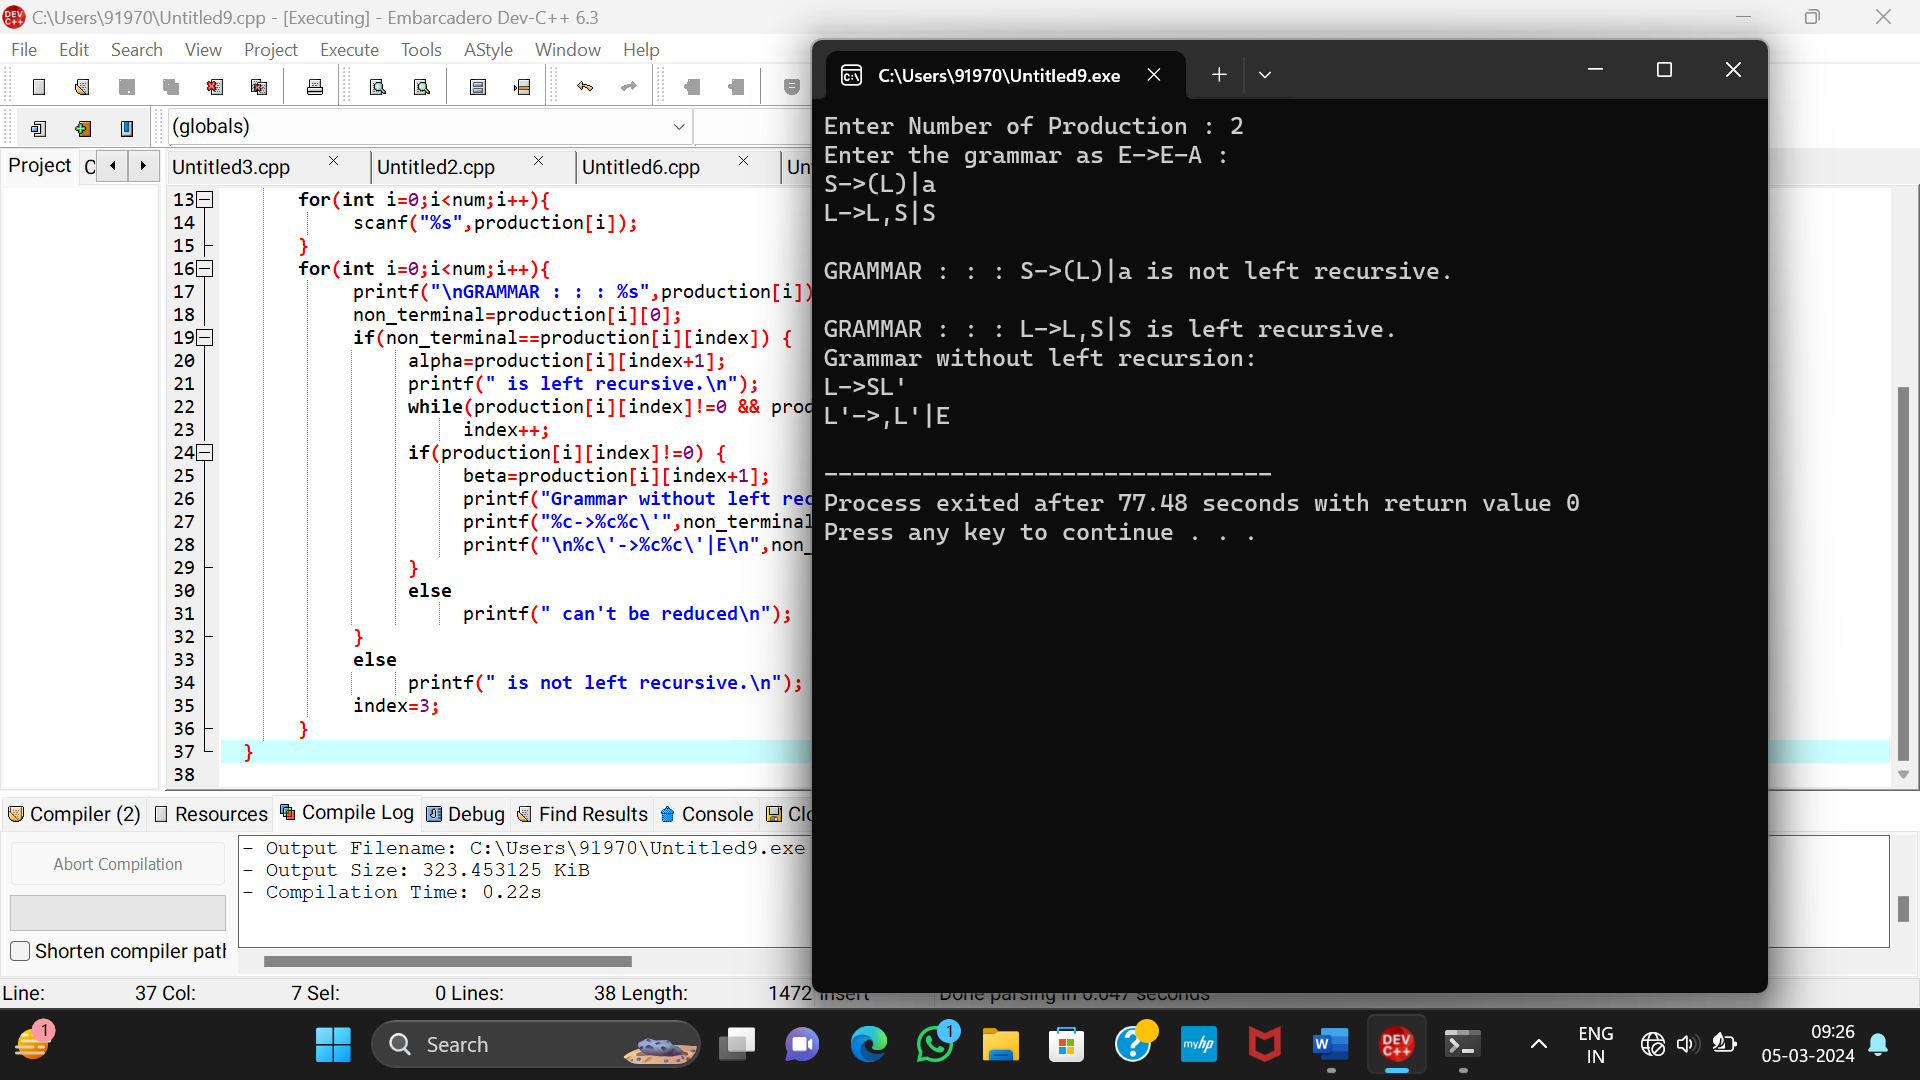 C:\Users\91970\Untitled9.cpp - [Executing] - Embarcadero Dev-C++ 6.3
File Edit Search View Project Execute Tools AStyle Window Help
(globals)
Project
Untitled3.cpp
Untitled2.cpp
Untitled6.cpp
13 for(int i=0;i<num;i++){
14 scanf("%s",production[i]);
15 }
16 for(int i=0;i<num;i++){
17 printf("\nGRAMMAR : : : %s",production[i])
18 non_terminal=production[i][0];
19 if(non_terminal==production[i][index]) {
20 alpha=production[i][index+1];
21 printf(" is left recursive.\n");
22 while(production[i][index]!=0 && prod
23 index++;
24 if(production[i][index]!=0) {
25 beta=production[i][index+1];
26 printf("Grammar without left rec
27 printf("%c->%c%c\'",non_terminal
28 printf("\n%c\'->%c%c\'|E\n",non_
29 }
30 else
31 printf(" can't be reduced\n");
32 }
33 else
34 printf(" is not left recursive.\n");
35 index=3;
36 }
37 }
38
C:\Users\91970\Untitled9.exe
Enter Number of Production : 2
Enter the grammar as E->E-A :
S->(L)|a
L->L,S|S
GRAMMAR : : : S->(L)|a is not left recursive.
GRAMMAR : : : L->L,S|S is left recursive.
Grammar without left recursion:
L->SL'
L'->,L'|E
--------------------------------
Process exited after 77.48 seconds with return value 0
Press any key to continue . . .
Compiler (2) Resources Compile Log Debug Find Results Console Clo
Abort Compilation
Shorten compiler path
- Output Filename: C:\Users\91970\Untitled9.exe
- Output Size: 323.453125 KiB
- Compilation Time: 0.22s
Line: 37 Col: 7 Sel: 0 Lines: 38 Length: 1472 Insert Done parsing in 0.047 seconds
1
Search
1
myhp
W
DEV C++
ENG
IN
09:26
05-03-2024